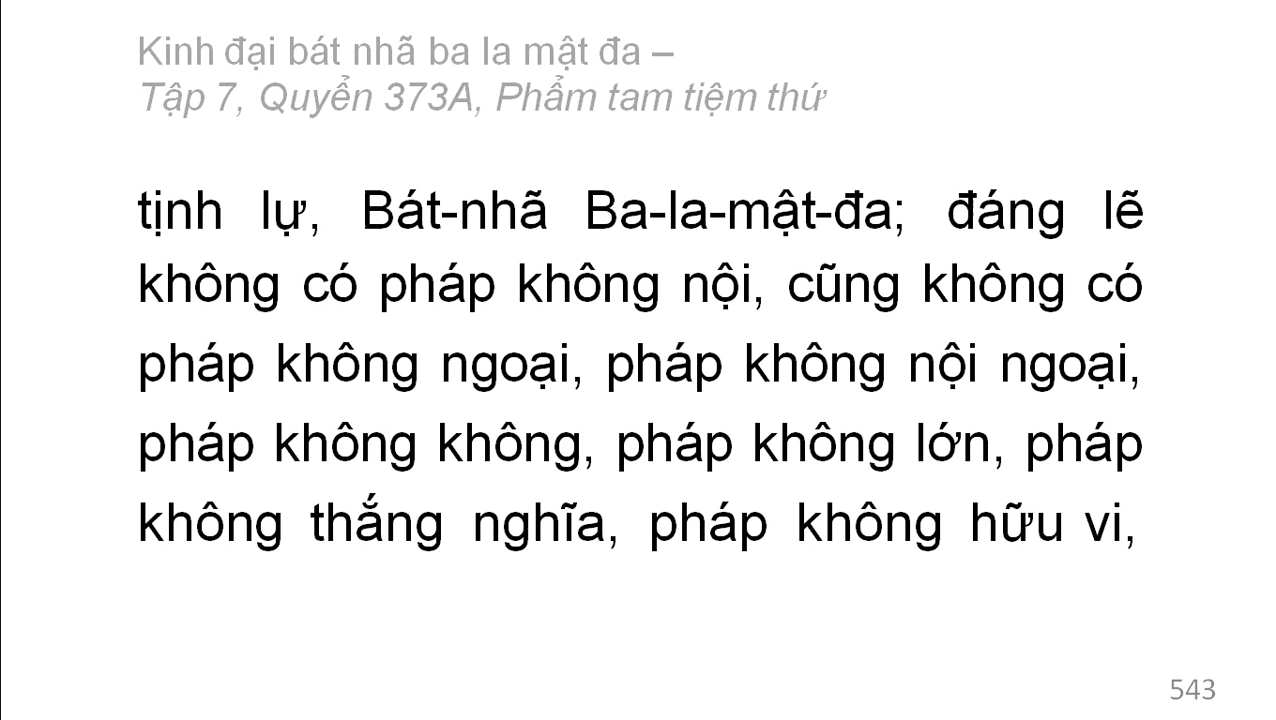 Kinh đại bát nhã ba la mật đa –
Tập 7, Quyển 373A, Phẩm tam tiệm thứ
tịnh lự, Bát-nhã Ba-la-mật-đa; đáng lẽ
không có pháp không nội, cũng không có
pháp không ngoại, pháp không nội ngoại,
pháp không không, pháp không lớn, pháp
không thắng nghĩa, pháp không hữu vi,
543